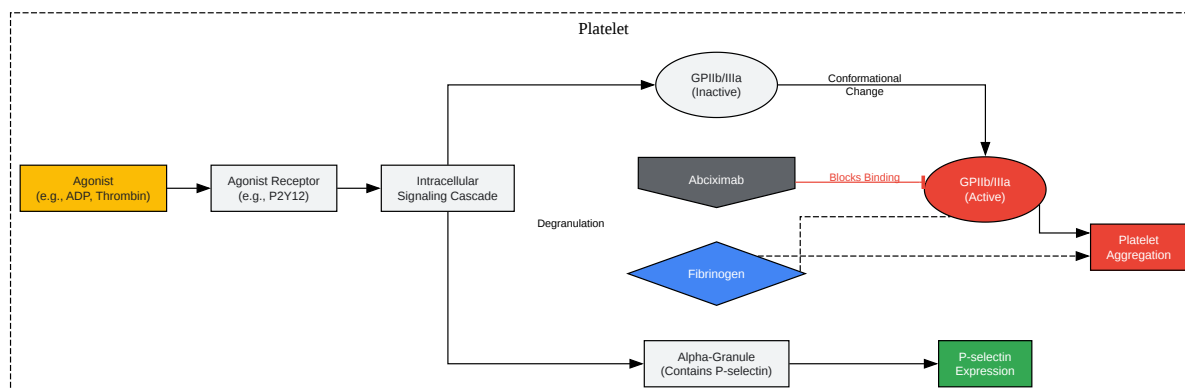 Platelet
GPIIb/IIIa
(Inactive)
Conformational
Change
Agonist
(e.g., ADP, Thrombin)
Agonist Receptor
(e.g., P2Y12)
Intracellular
Signaling Cascade
Abciximab
Blocks Binding
GPIIb/IIIa
(Active)
Degranulation
Platelet
Aggregation
Fibrinogen
Alpha-Granule
(Contains P-selectin)
P-selectin
Expression